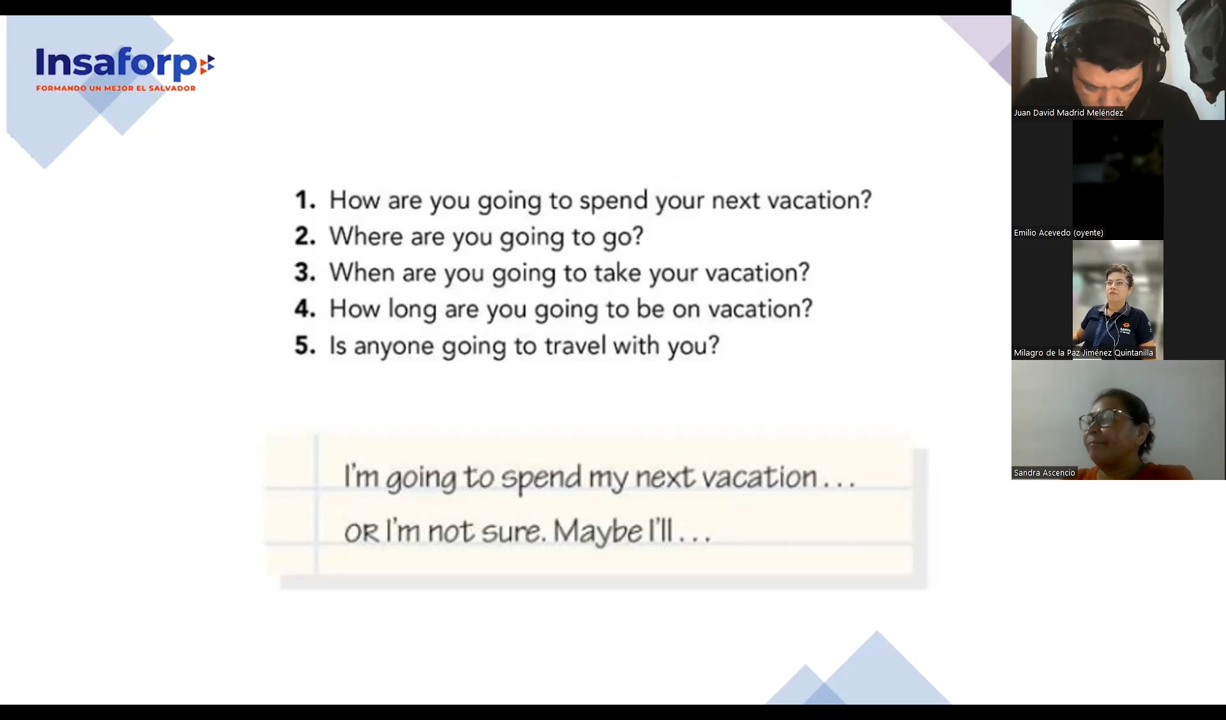 Insaforp
FORMANDO UN MEJOR EL SALVADOR
1. How are you going to spend your next vacation?
2. Where are you going to go?
3. When are you going to take your vacation?
4. How long are you going to be on vacation?
5. Is anyone going to travel with you?
I'm going to spend my next vacation . . .
OR I'm not sure. Maybe I'll . . .
Juan David Madrid Meléndez
Emilio Acevedo (oyente)
Milagro de la Paz Jiménez Quintanilla
Sandra Ascencio